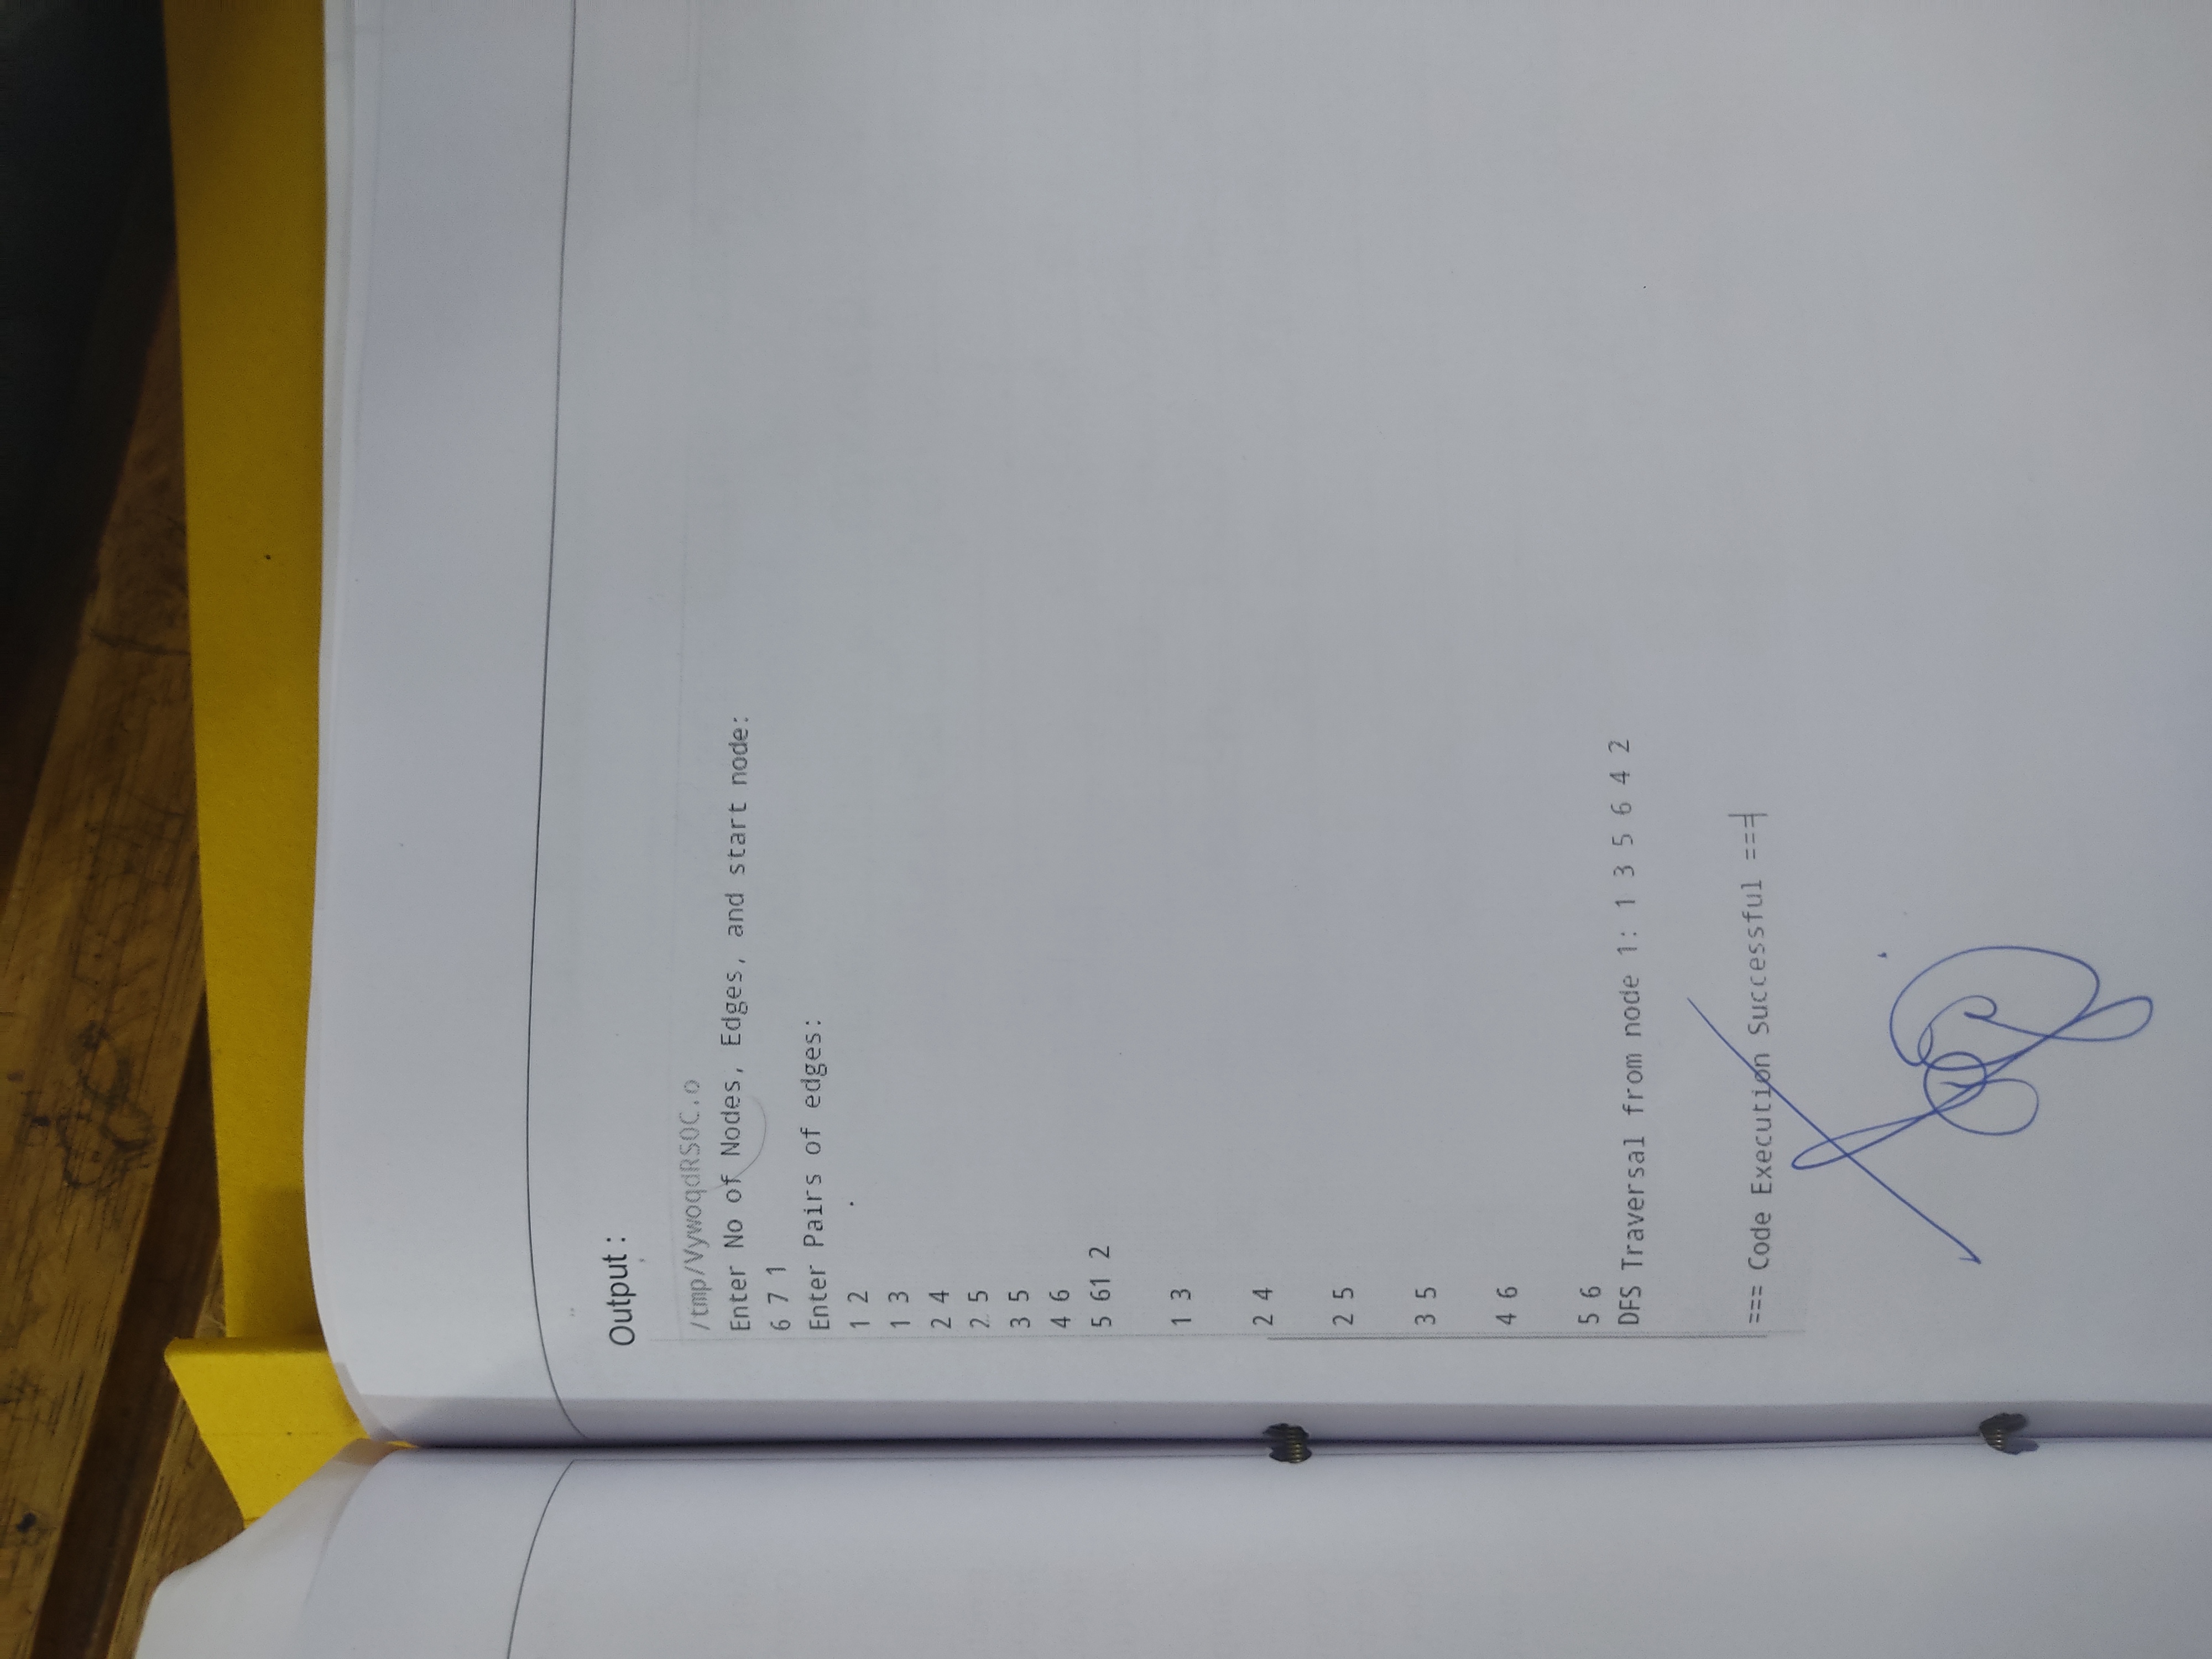 Output :
/tmp/VywoqdRS0C.o
Enter No of Nodes, Edges, and start node:
6 7 1
Enter Pairs of edges:
1 2
1 3
2 4
2 5
3 5
4 6
5 61 2
1 3
2 4
2 5
3 5
4 6
5 6
DFS Traversal from node 1: 1 3 5 6 4 2
=== Code Execution Successful ===